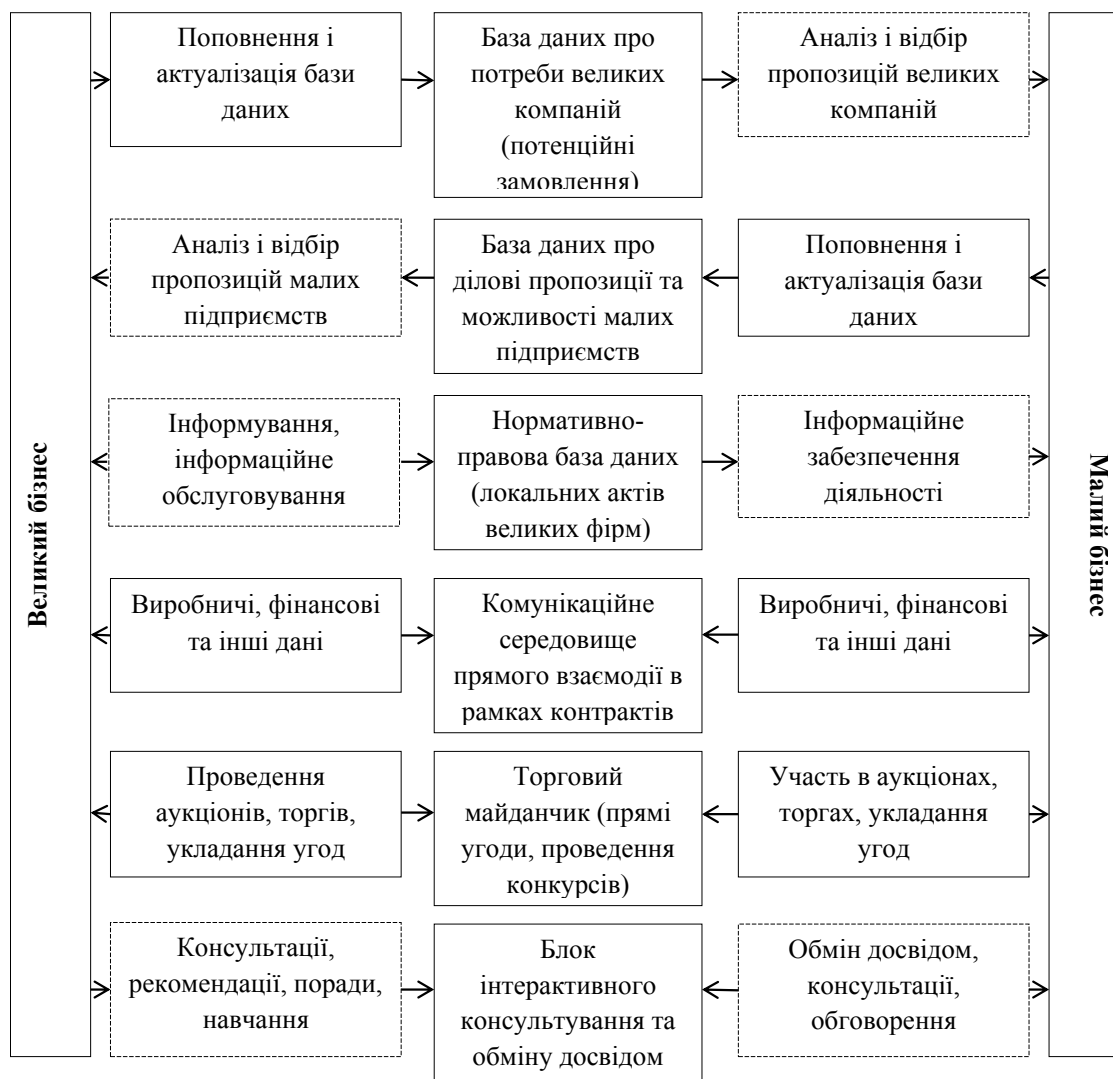 Великий бізнес
Поповнення і
актуалізація бази
даних
База даних про
потреби великих
компаній
(потенційні
замовлення)
Аналіз і відбір
пропозицій великих
компаній
Аналіз і відбір
пропозицій малих
підприємств
База даних про
ділові пропозиції та
можливості малих
підприємств
Поповнення і
актуалізація бази
даних
Інформування,
інформаційне
обслуговування
Нормативно-
правова база даних
(локальних актів
великих фірм)
Інформаційне
забезпечення
діяльності
Виробничі, фінансові
та інші дані
Комунікаційне
середовище
прямого взаємодії в
рамках контрактів
Виробничі, фінансові
та інші дані
Проведення
аукціонів, торгів,
укладання угод
Торговий
майданчик (прямі
угоди, проведення
конкурсів)
Участь в аукціонах,
торгах, укладання
угод
Консультації,
рекомендації, поради,
навчання
Блок
інтерактивного
консультування та
обміну досвідом
Обмін досвідом,
консультації,
обговорення
Малий бізнес